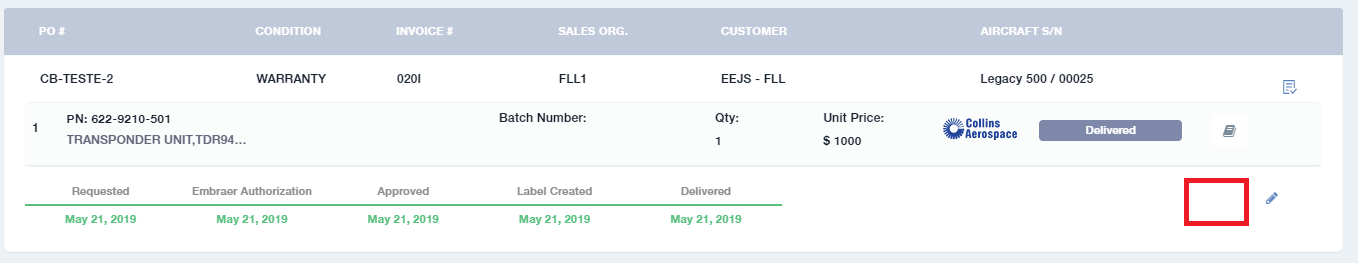 PO # CONDITION INVOICE # SALES ORG. CUSTOMER AIRCRAFT S/N
CB-TESTE-2 WARRANTY 020I FLL1 EEJS - FLL Legacy 500 / 00025
1 PN: 622-9210-501 Batch Number: Qty: Unit Price: Collins Aerospace Delivered
TRANSPONDER UNIT,TDR94... 1 $ 1000
Requested Embraer Authorization Approved Label Created Delivered
May 21, 2019 May 21, 2019 May 21, 2019 May 21, 2019 May 21, 2019